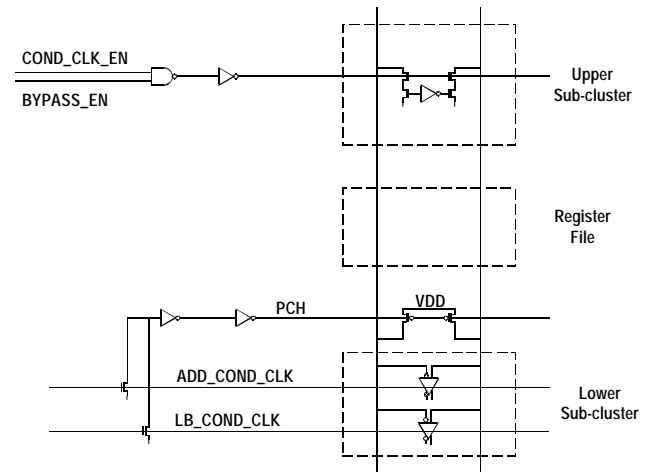 COND_CLK_EN
BYPASS_EN
Upper
Sub-cluster
Register
File
PCH
VDD
ADD_COND_CLK
LB_COND_CLK
Lower
Sub-cluster